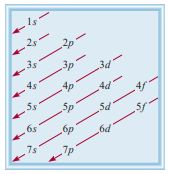 1s
2s 2p
3s 3p 3d
4s 4p 4d 4f
5s 5p 5d 5f
6s 6p 6d
7s 7p